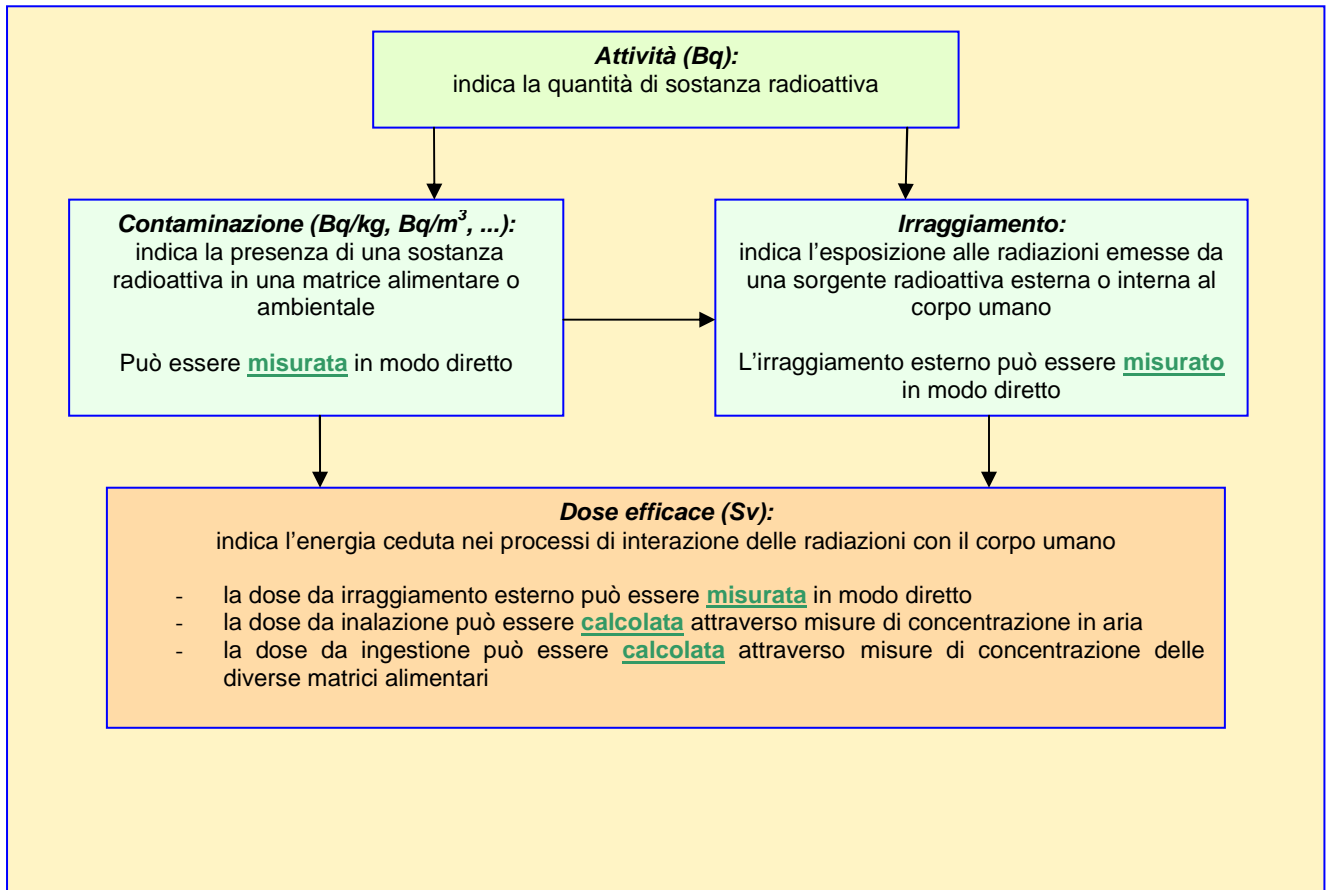 Attività (Bq):
indica la quantità di sostanza radioattiva
Contaminazione (Bq/kg, Bq/m³, ...):
indica la presenza di una sostanza
radioattiva in una matrice alimentare o
ambientale
Può essere misurata in modo diretto
Irraggiamento:
indica l’esposizione alle radiazioni emesse da
una sorgente radioattiva esterna o interna al
corpo umano
L’irraggiamento esterno può essere misurato
in modo diretto
Dose efficace (Sv):
indica l’energia ceduta nei processi di interazione delle radiazioni con il corpo umano
- la dose da irraggiamento esterno può essere misurata in modo diretto
- la dose da inalazione può essere calcolata attraverso misure di concentrazione in aria
- la dose da ingestione può essere calcolata attraverso misure di concentrazione delle
diverse matrici alimentari